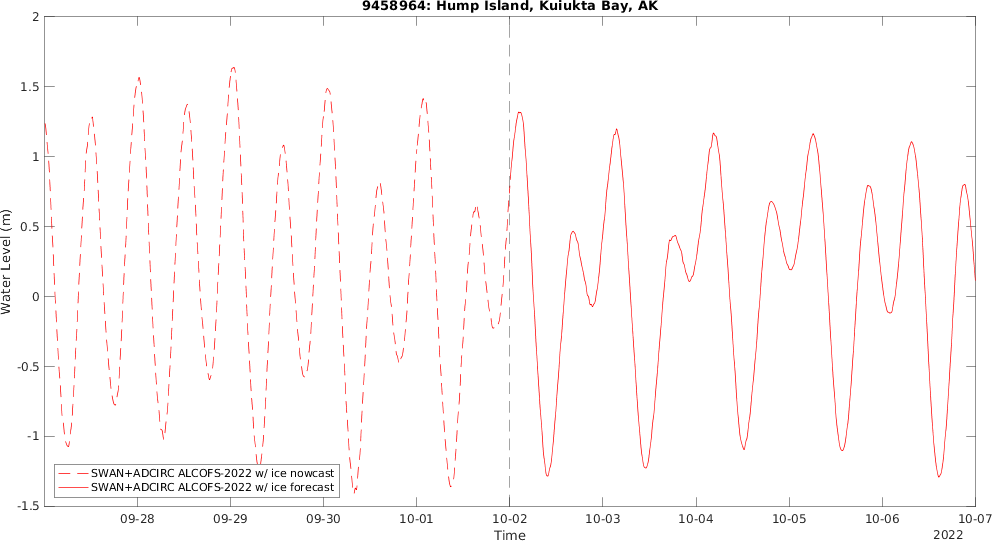 9458964: Hump Island, Kuiukta Bay, AK
Water Level (m)
2
1.5
1
0.5
0
-0.5
-1
-1.5
SWAN+ADCIRC ALCOFS-2022 w/ ice nowcast
SWAN+ADCIRC ALCOFS-2022 w/ ice forecast
09-28 09-29 09-30 10-01 10-02 10-03 10-04 10-05 10-06 10-07
Time
2022